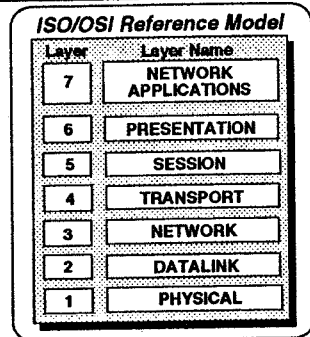 ISO/OSI Reference Model
Layer Layer Name
7 NETWORK
APPLICATIONS
6 PRESENTATION
5 SESSION
4 TRANSPORT
3 NETWORK
2 DATALINK
1 PHYSICAL